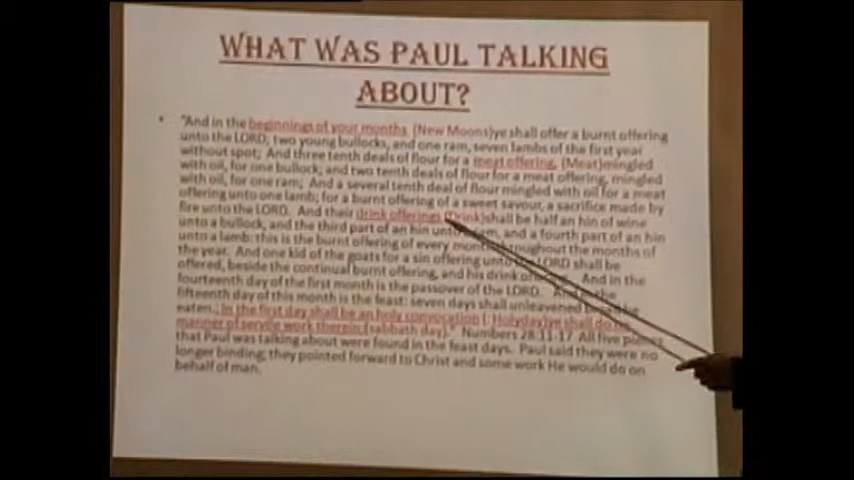 WHAT WAS PAUL TALKING
ABOUT?
• "And in the beginnings of your months (New Moons)ye shall offer a burnt offering
unto the LORD; two young bullocks, and one ram, seven lambs of the first year
without spot; And three tenth deals of flour for a meat offering, (Meat)mingled
with oil, for one bullock; and two tenth deals of flour for a meat offering, mingled
with oil, for one ram; And a several tenth deal of flour mingled with oil for a meat
offering unto one lamb; for a burnt offering of a sweet savour, a sacrifice made by
fire unto the LORD. And their drink offerings (Drink)shall be half an hin of wine
unto a bullock, and the third part of an hin unto ram, and a fourth part of an hin
unto a lamb: this is the burnt offering of every month throughout the months of
the year. And one kid of the goats for a sin offering unto the LORD shall be
offered, beside the continual burnt offering, and his drink And in the
fourteenth day of the first month is the passover of the LORD. And the
fifteenth day of this month is the feast: seven days shall unleavened be
eaten. In the first day shall be an holy convocation (Holyday)ye shall do no
manner of servile work therein (sabbath day)." Numbers 28:11-17 All five
that Paul was talking about were found in the feast days. Paul said they were no
longer binding; they pointed forward to Christ and some work He would do on
behalf of man.